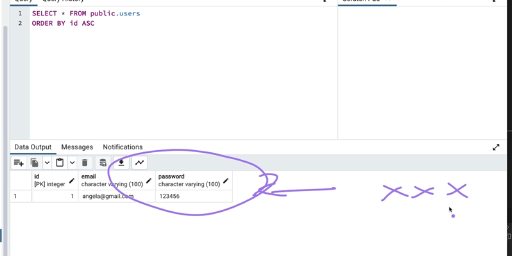 SELECT * FROM public.users
ORDER BY id ASC
1
2
Data Output Messages Notifications
id
[PK] integer
email
character varying (100)
password
character varying (100)
1
1
angela@gmail.com
123456
x x x